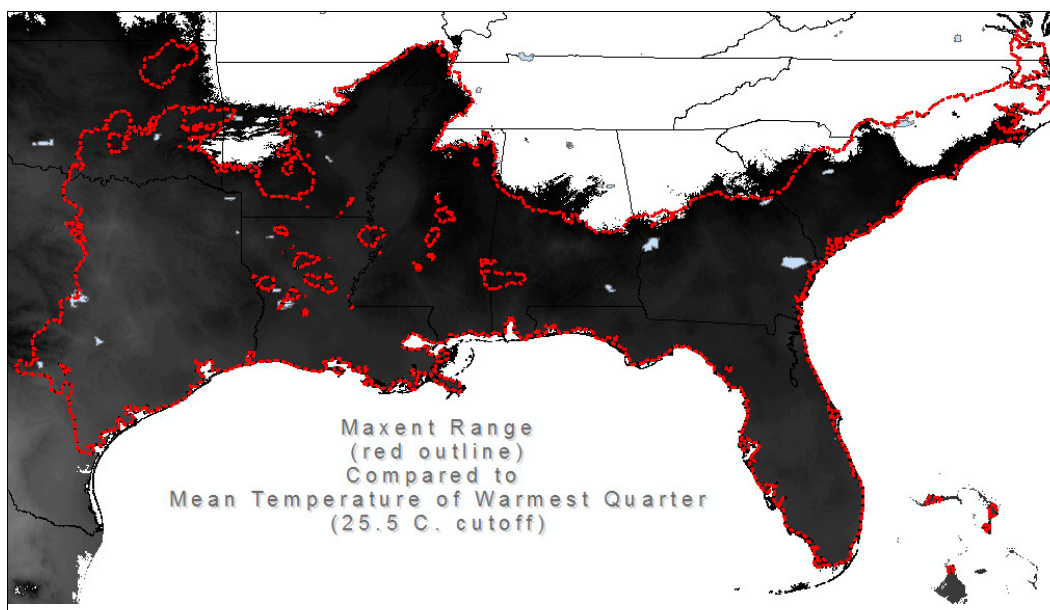 Maxent Range
(red outline)
Compared to
Mean Temperature of Warmest Quarter
(25.5 C. cutoff)